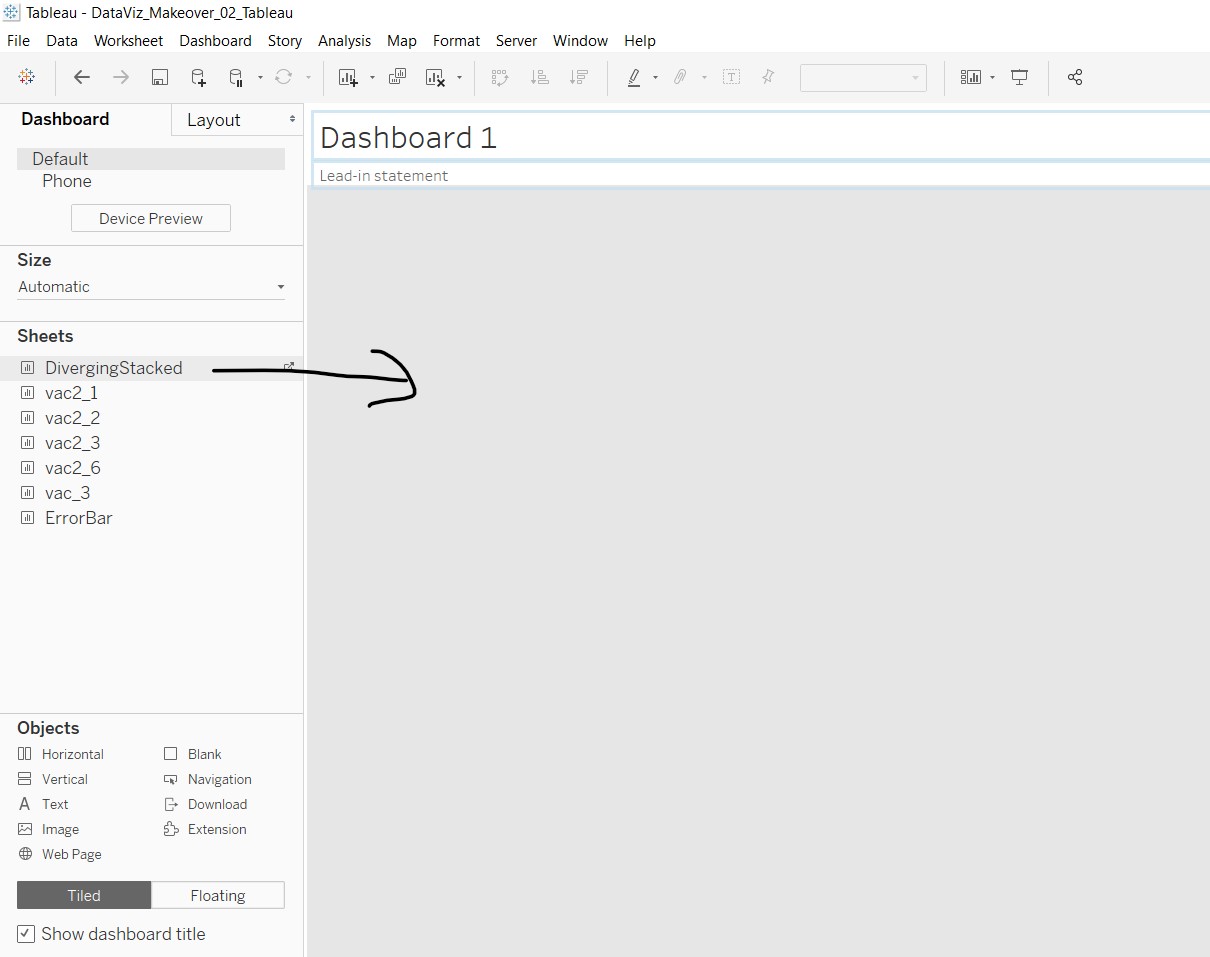 Tableau - DataViz_Makeover_02_Tableau
File Data Worksheet Dashboard Story Analysis Map Format Server Window Help
Dashboard Layout
Default
Phone
Device Preview
Size
Automatic
Sheets
DivergingStacked
vac2_1
vac2_2
vac2_3
vac2_6
vac_3
ErrorBar
Objects
Horizontal Blank
Vertical Navigation
A Text Download
Image Extension
Web Page
Tiled Floating
Show dashboard title
Dashboard 1
Lead-in statement